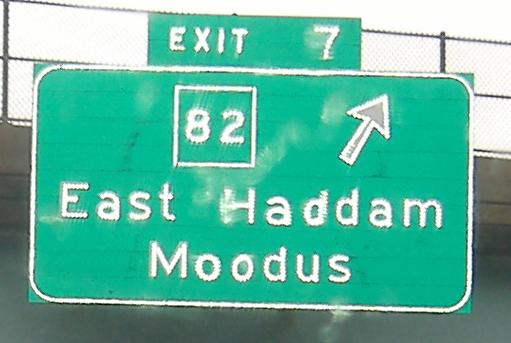 EXIT 7
82
East Haddam
Moodus